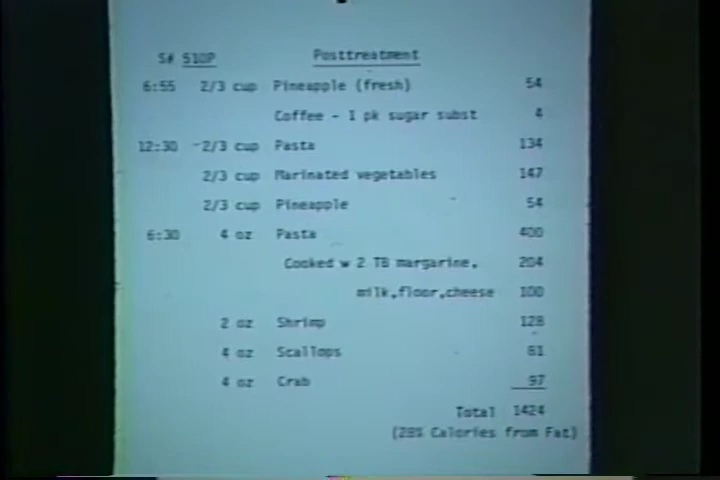 S# 510P Posttreatment
6:55 2/3 cup Pineapple (fresh) 54
Coffee - 1 pk sugar subst 4
12:30 2/3 cup Pasta 134
2/3 cup Marinated vegetables 147
2/3 cup Pineapple 54
6:30 4 oz Pasta 400
Cooked w 2 TB margarine, 204
milk,floor,cheese 100
2 oz Shrimp 128
4 oz Scallops
4 oz Crab 97
Total 1424
(28% Calories from Fat)